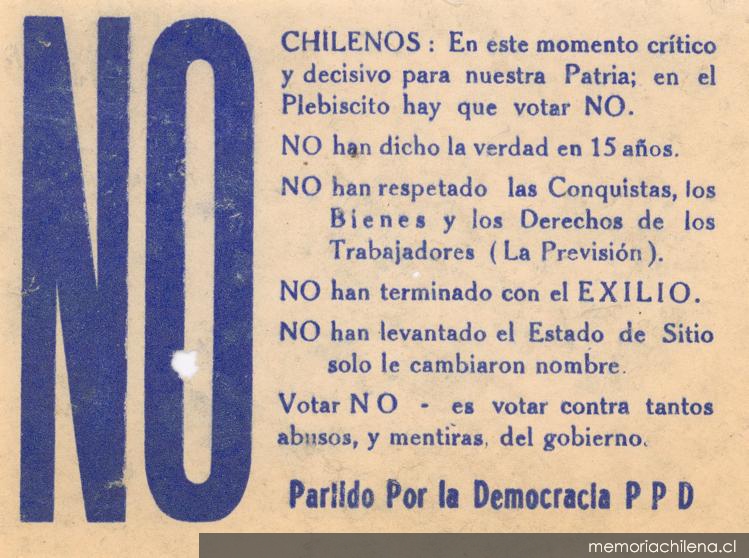 NO
CHILENOS : En este momento crítico
y decisivo para nuestra Patria; en el
Plebiscito hay que votar NO.
NO han dicho la verdad en 15 años.
NO han respetado las Conquistas, los
Bienes y los Derechos de los
Trabajadores ( La Previsión ).
NO han terminado con el EXILIO.
NO han levantado el Estado de Sitio
solo le cambiaron nombre.
Votar NO - es votar contra tantos
abusos, y mentiras, del gobierno.
Partido Por la Democracia P P D
memoriachilena.cl